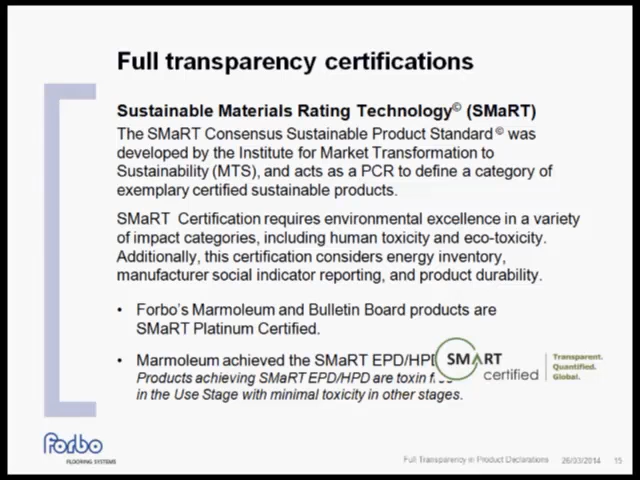 Full transparency certifications
Sustainable Materials Rating Technology© (SMaRT)
The SMaRT Consensus Sustainable Product Standard © was
developed by the Institute for Market Transformation to
Sustainability (MTS), and acts as a PCR to define a category of
exemplary certified sustainable products.
SMaRT Certification requires environmental excellence in a variety
of impact categories, including human toxicity and eco-toxicity.
Additionally, this certification considers energy inventory,
manufacturer social indicator reporting, and product durability.
• Forbo's Marmoleum and Bulletin Board products are
SMaRT Platinum Certified.
• Marmoleum achieved the SMaRT EPD/HPD
Products achieving SMaRT EPD/HPD are toxin
in the Use Stage with minimal toxicity in other stages.
SMART
certified
Transparent.
Quantified.
Global.
Forbo
FLOORING SYSTEMS
Full Transparency in Product Declarations 26/03/2014 15